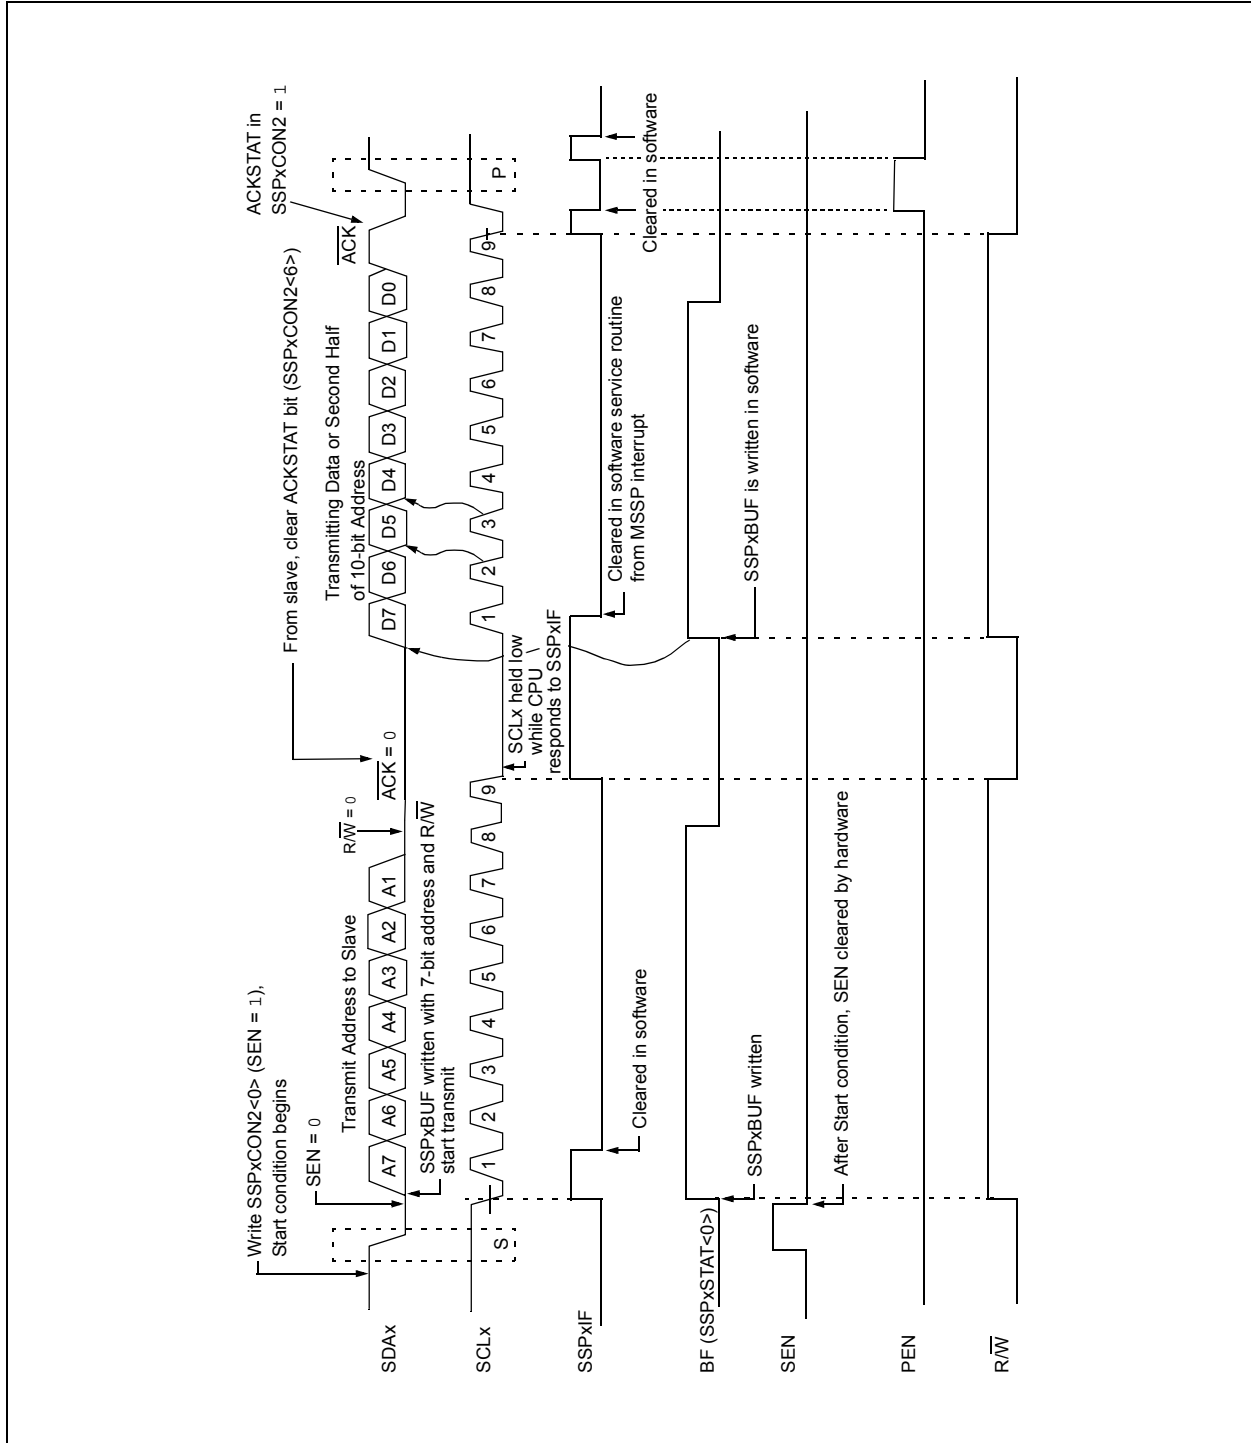 Write SSPxCON2<0> (SEN = 1),
Start condition begins
SEN = 0
Transmit Address to Slave
R/W = 0
From slave, clear ACKSTAT bit (SSPxCON2<6>)
Transmitting Data or Second Half
of 10-bit Address
ACKSTAT in
SSPxCON2 = 1
SDAx
A7 A6 A5 A4 A3 A2 A1
ACK = 0
D7 D6 D5 D4 D3 D2 D1 D0
ACK
SSPxBUF written with 7-bit address and R/W
start transmit
SCLx
S
1 2 3 4 5 6 7 8 9
1 2 3 4 5 6 7 8 9
P
SCLx held low
while CPU
responds to SSPxIF
SSPxIF
Cleared in software
Cleared in software service routine
from MSSP interrupt
Cleared in software
BF (SSPxSTAT<0>)
SSPxBUF written
SSPxBUF is written in software
SEN
After Start condition, SEN cleared by hardware
PEN
R/W